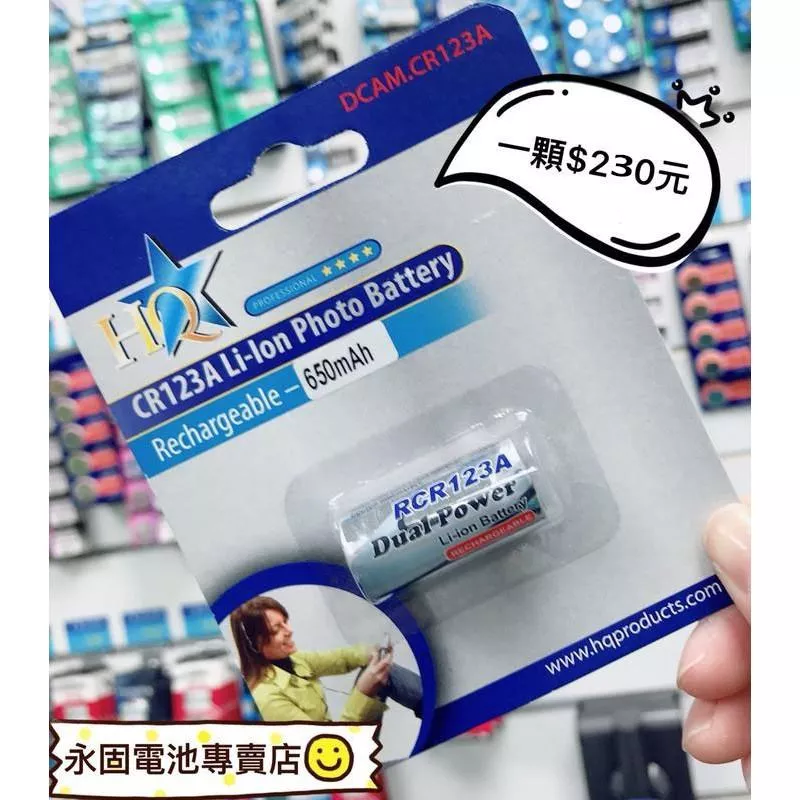 DCAM.CR123A
一顆$230元
HQ
PROFESSIONAL
CR123A Li-Ion Photo Battery
Rechargeable – 650mAh
RCR123A
Dual-Power
Li-ion Battery
RECHARGEABLE
www.hqproducts.com
永固電池專賣店